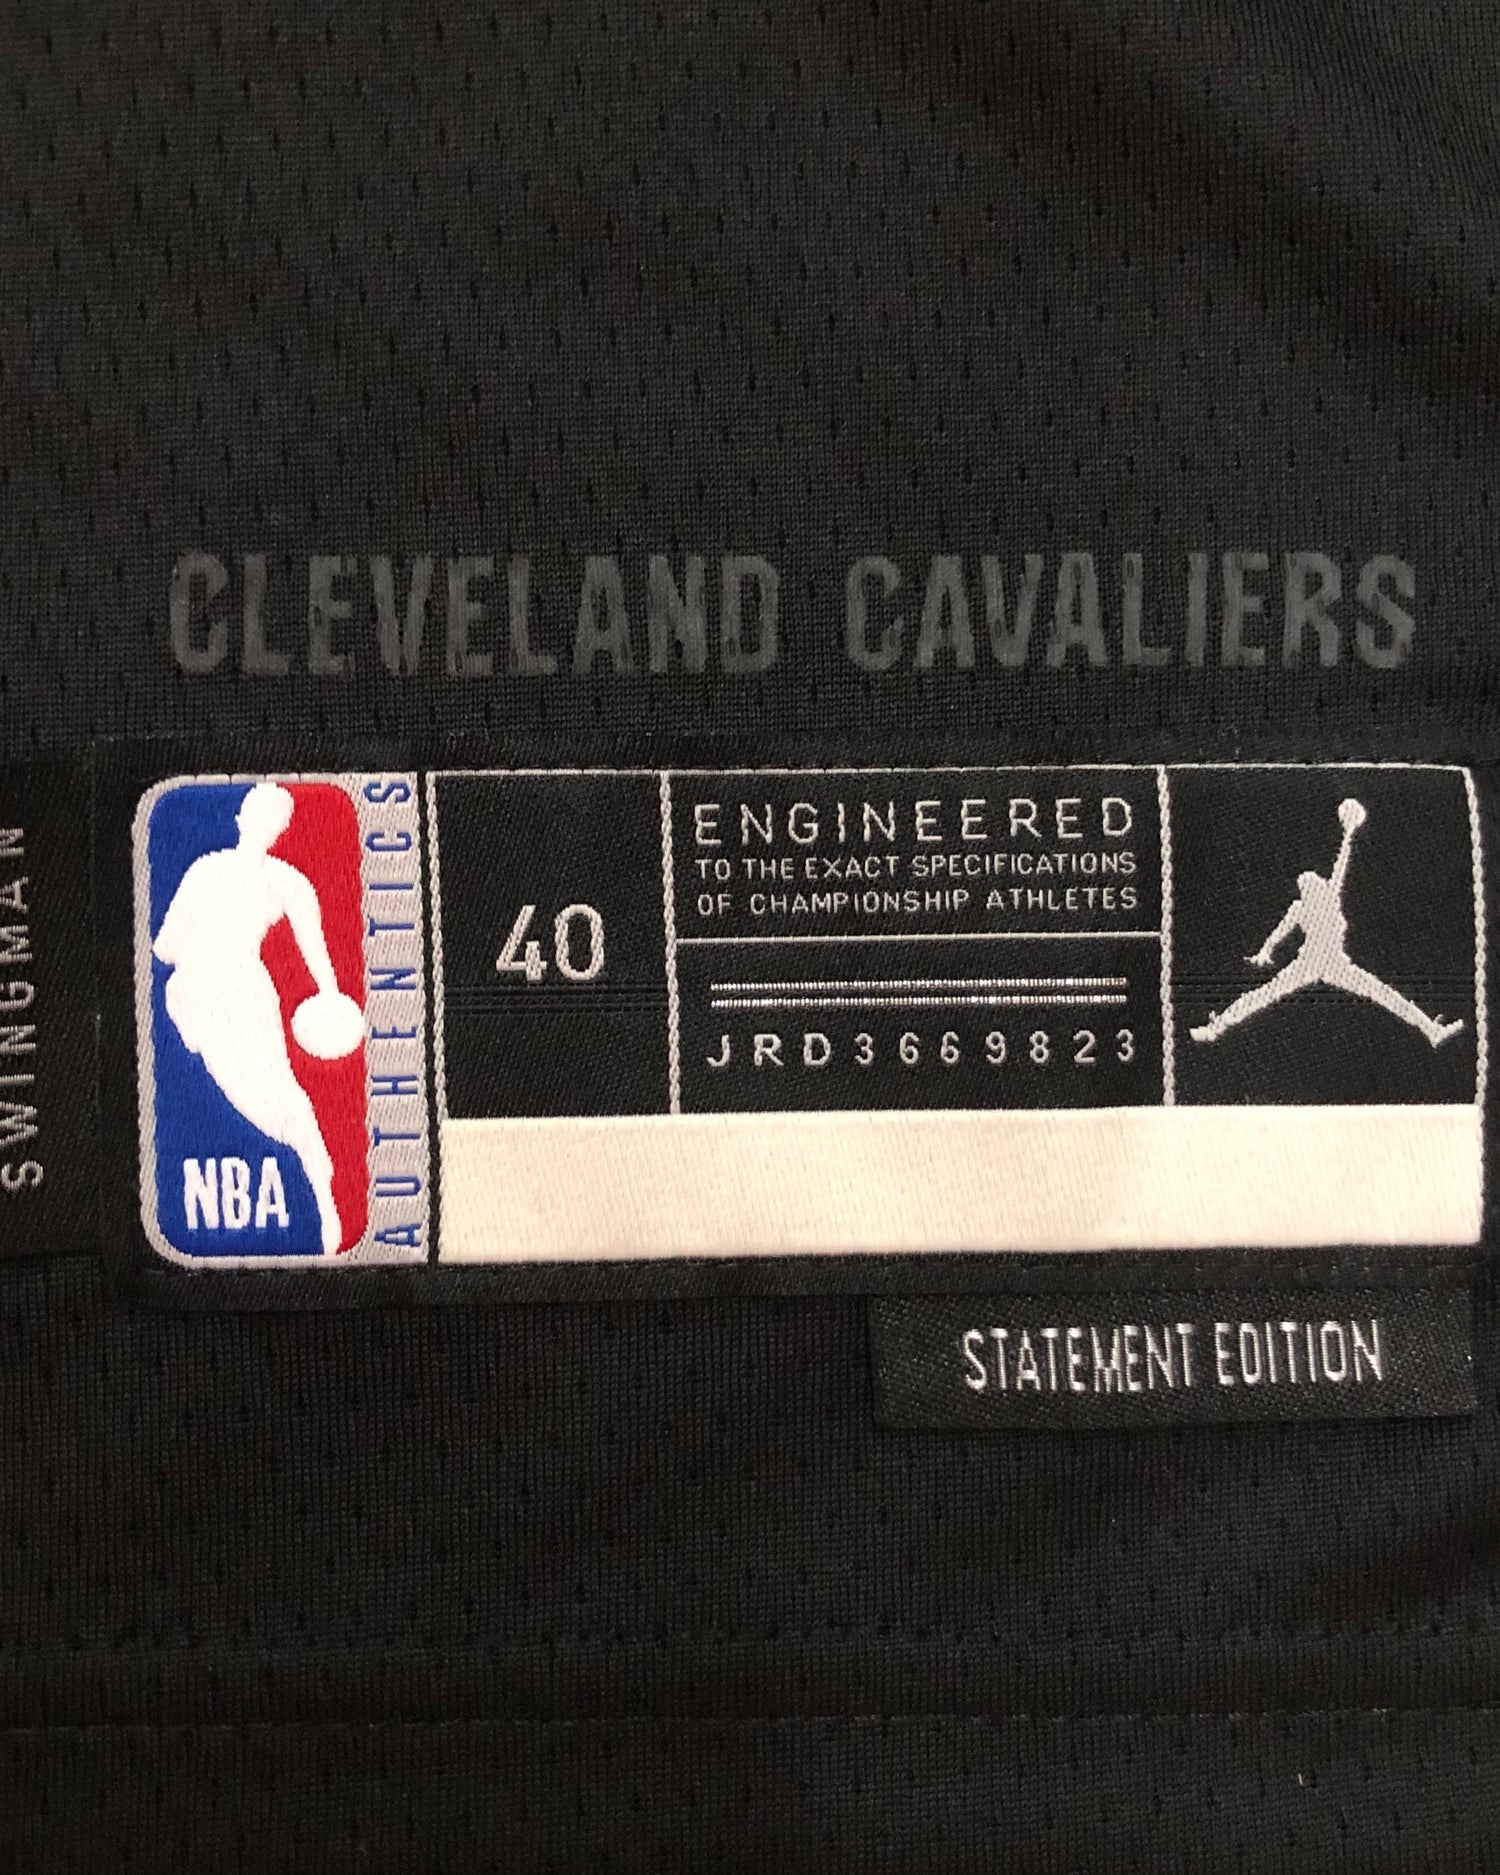 CLEVELAND CAVALIERS
SWINGMAN
NBA
AUTHENTICS
40
ENGINEERED
TO THE EXACT SPECIFICATIONS
OF CHAMPIONSHIP ATHLETES
JRD3669823
STATEMENT EDITION